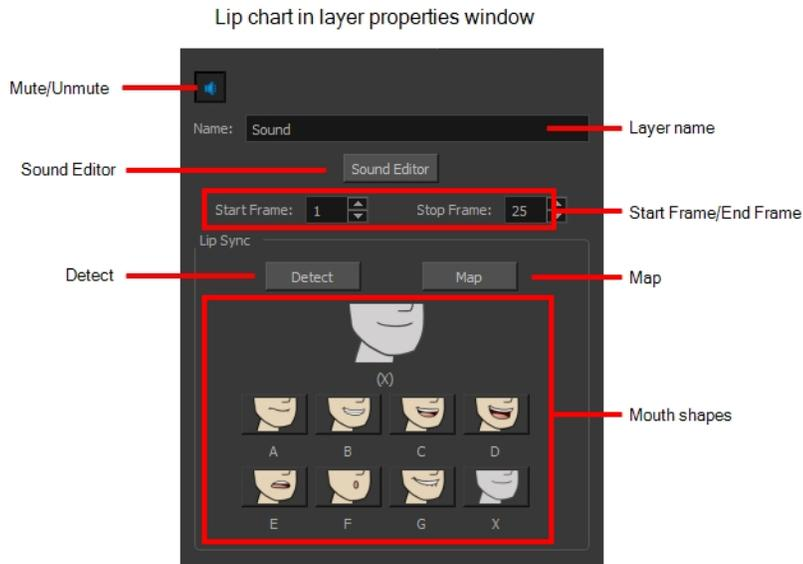 Lip chart in layer properties window
Mute/Unmute
Name: Sound
Layer name
Sound Editor
Sound Editor
Start Frame: 1 Stop Frame: 25
Start Frame/End Frame
Lip Sync
Detect
Detect
Map
Map
(X)
Mouth shapes
A B C D
E F G X